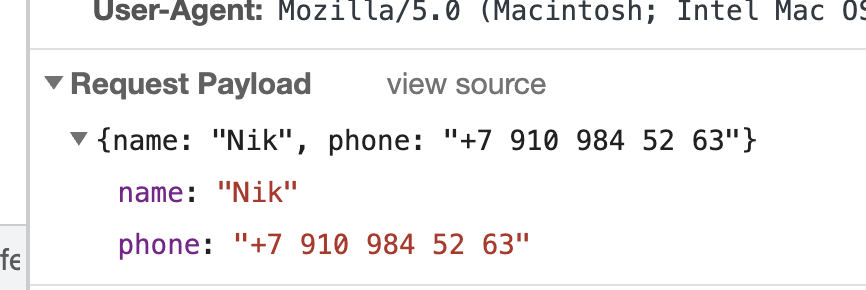 User-Agent: Mozilla/5.0 (Macintosh; Intel Mac OS
Request Payload view source
{name: "Nik", phone: "+7 910 984 52 63"}
name: "Nik"
phone: "+7 910 984 52 63"
fe